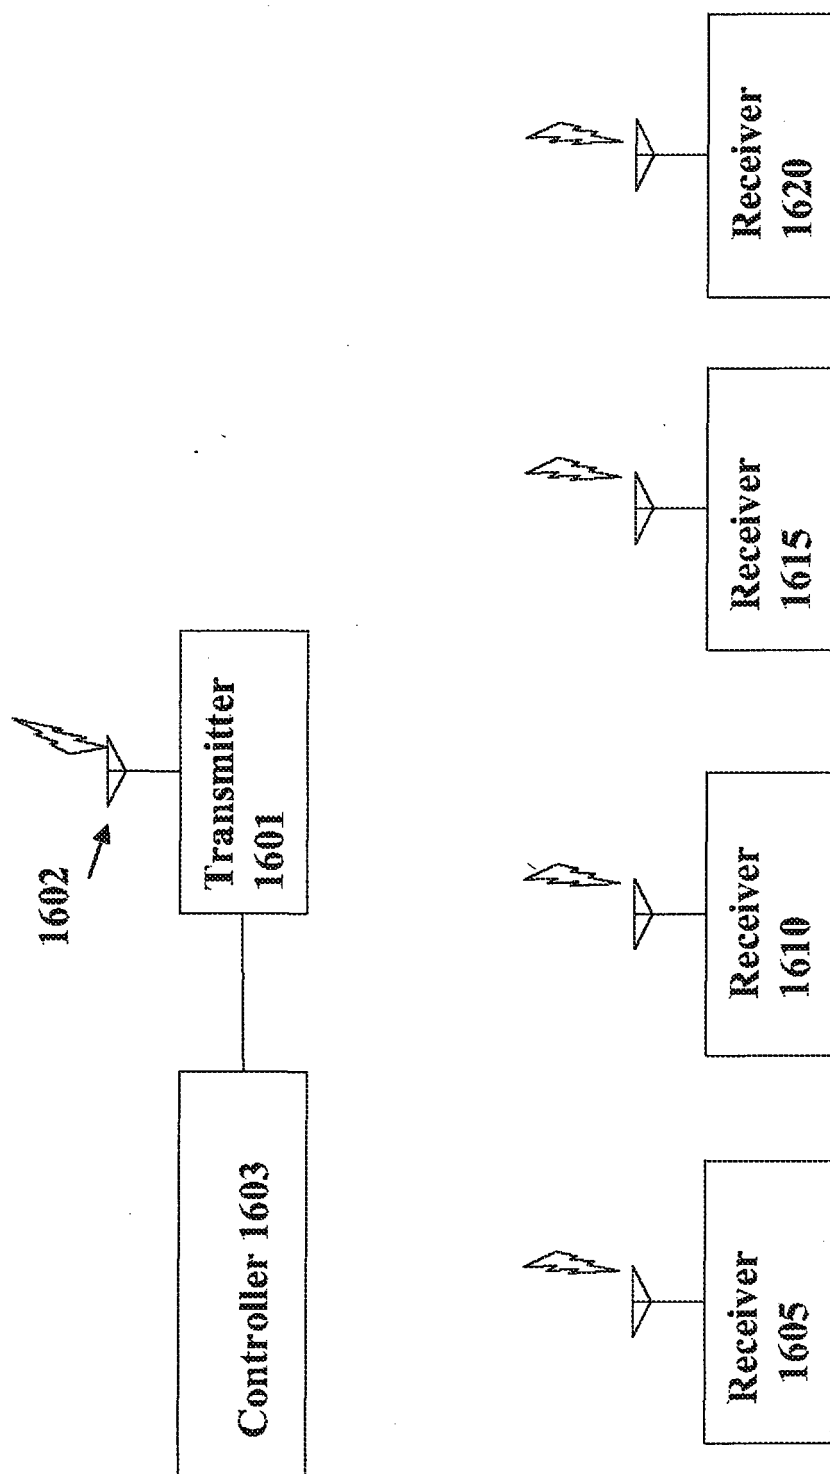 1602
Controller 1603
Transmitter
1601
Receiver
1605
Receiver
1610
Receiver
1615
Receiver
1620